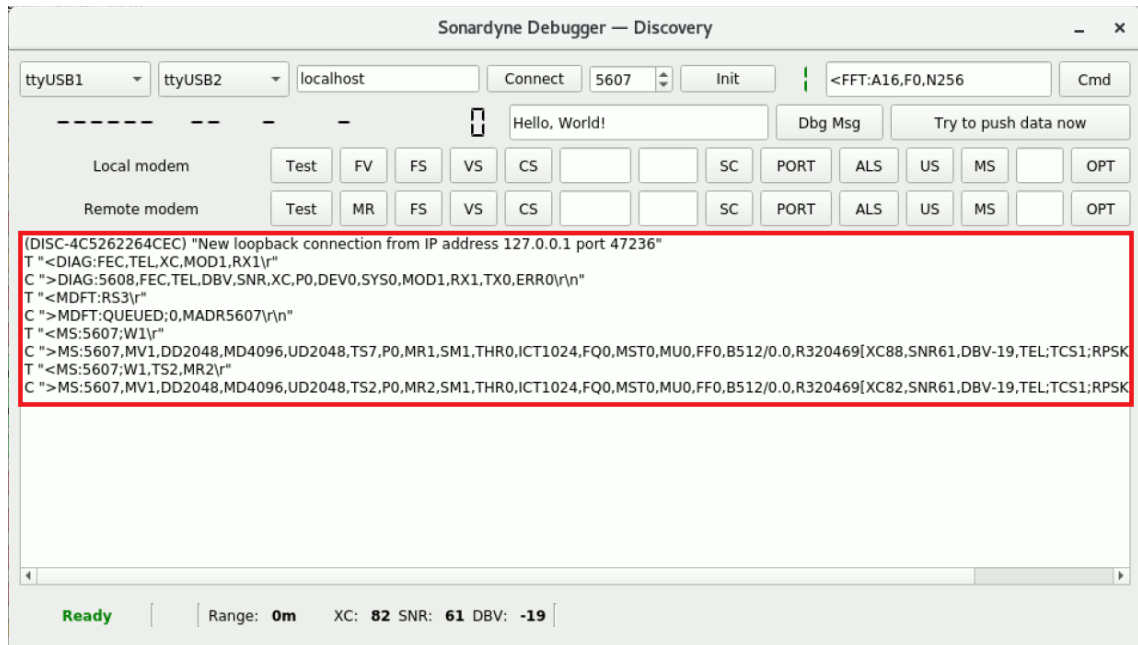 Sonardyne Debugger — Discovery
ttyUSB1 ttyUSB2 localhost Connect 5607 Init <FFT:A16,F0,N256 Cmd
------ -- - - 0 Hello, World! Dbg Msg Try to push data now
Local modem Test FV FS VS CS SC PORT ALS US MS OPT
Remote modem Test MR FS VS CS SC PORT ALS US MS OPT
(DISC-4C5262264CEC) "New loopback connection from IP address 127.0.0.1 port 47236"
T "<DIAG:FEC,TEL,XC,MOD1,RX1\r"
C ">DIAG:5608,FEC,TEL,DBV,SNR,XC,P0,DEV0,SYS0,MOD1,RX1,TX0,ERR0\r\n"
T "<MDFT:RS3\r"
C ">MDFT:QUEUED;0,MADR5607\r\n"
T "<MS:5607;W1\r"
C ">MS:5607,MV1,DD2048,MD4096,UD2048,TS7,P0,MR1,SM1,THR0,ICT1024,FQ0,MST0,MU0,FF0,B512/0.0,R320469[XC88,SNR61,DBV-19,TEL;TCS1;RPSK
T "<MS:5607;W1,TS2,MR2\r"
C ">MS:5607,MV1,DD2048,MD4096,UD2048,TS2,P0,MR2,SM1,THR0,ICT1024,FQ0,MST0,MU0,FF0,B512/0.0,R320469[XC82,SNR61,DBV-19,TEL;TCS1;RPSK
Ready Range: 0m XC: 82 SNR: 61 DBV: -19